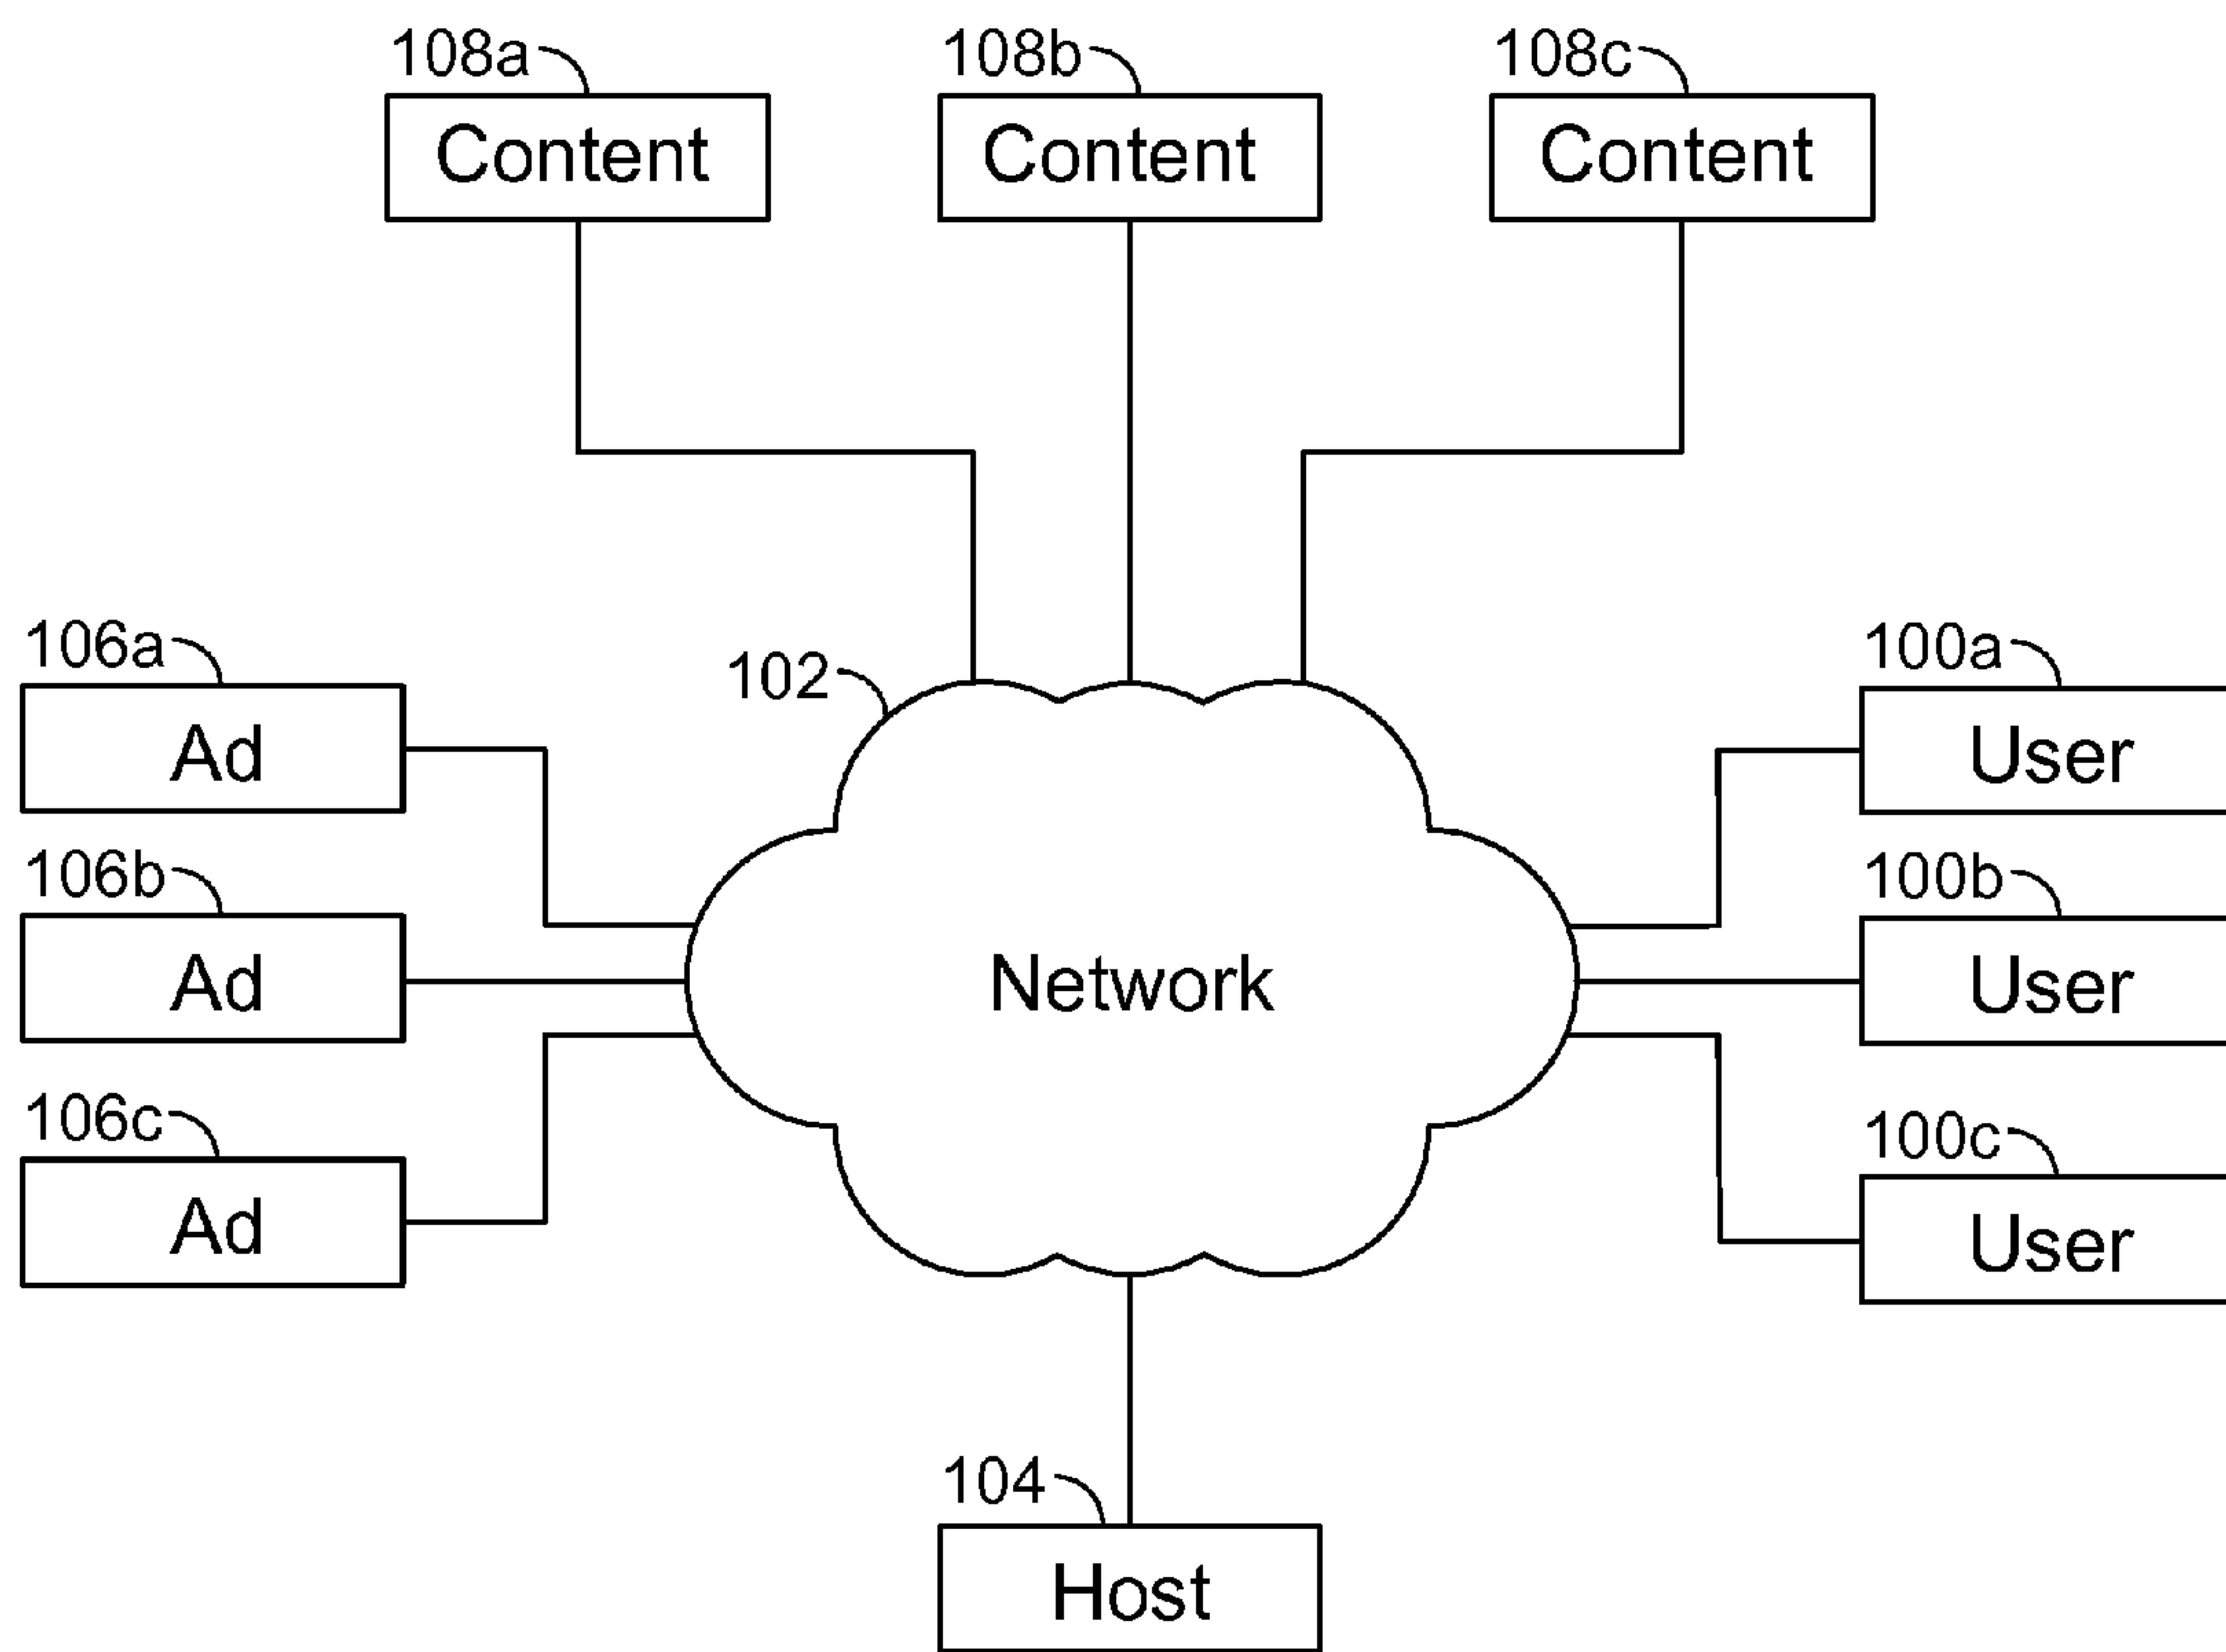 108a
108b
108c
Content
Content
Content
106a
102
100a
Ad
User
106b
100b
Ad
Network
User
106c
100c
Ad
User
104
Host